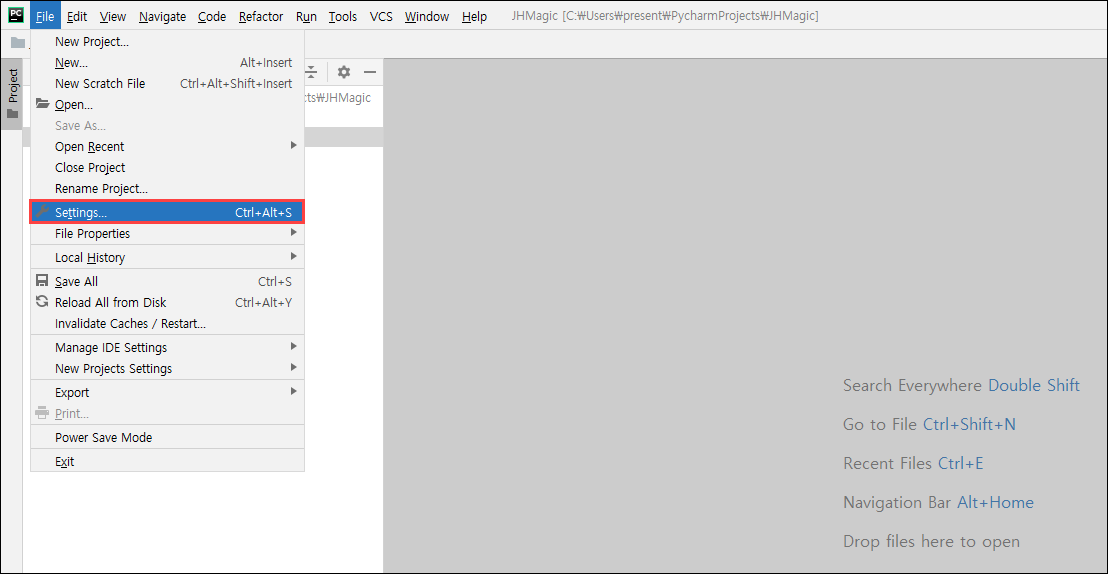 PC File Edit View Navigate Code Refactor Run Tools VCS Window Help JHMagic [C:₩Users₩present₩PycharmProjects₩JHMagic]
New Project...
New... Alt+Insert
New Scratch File Ctrl+Alt+Shift+Insert
Project
Open...
cts₩JHMagic
Save As...
Open Recent
Close Project
Rename Project...
Settings... Ctrl+Alt+S
File Properties
Local History
Save All Ctrl+S
Reload All from Disk Ctrl+Alt+Y
Invalidate Caches / Restart...
Manage IDE Settings
New Projects Settings
Export
Print...
Power Save Mode
Exit
Search Everywhere Double Shift
Go to File Ctrl+Shift+N
Recent Files Ctrl+E
Navigation Bar Alt+Home
Drop files here to open